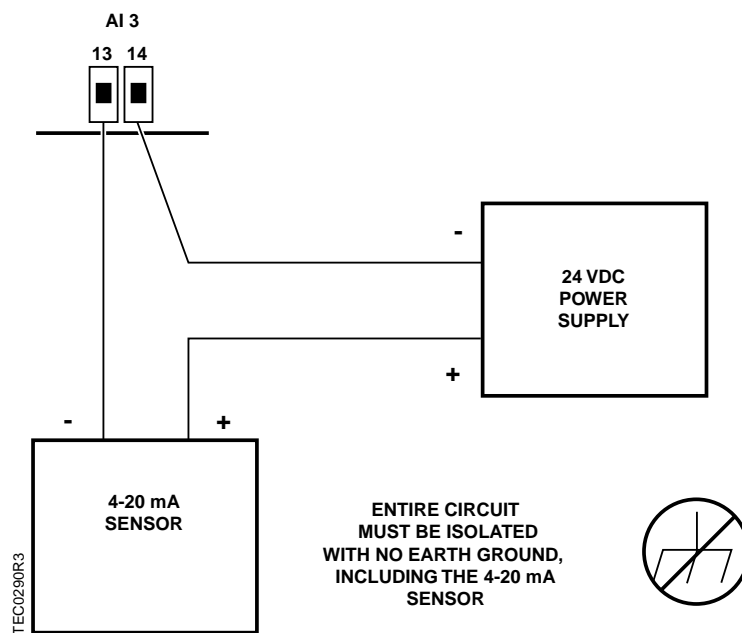 AI 3
13 14
-
24 VDC
POWER
SUPPLY
+
- +
4-20 mA
SENSOR
ENTIRE CIRCUIT
MUST BE ISOLATED
WITH NO EARTH GROUND,
INCLUDING THE 4-20 mA
SENSOR
TEC0290R3